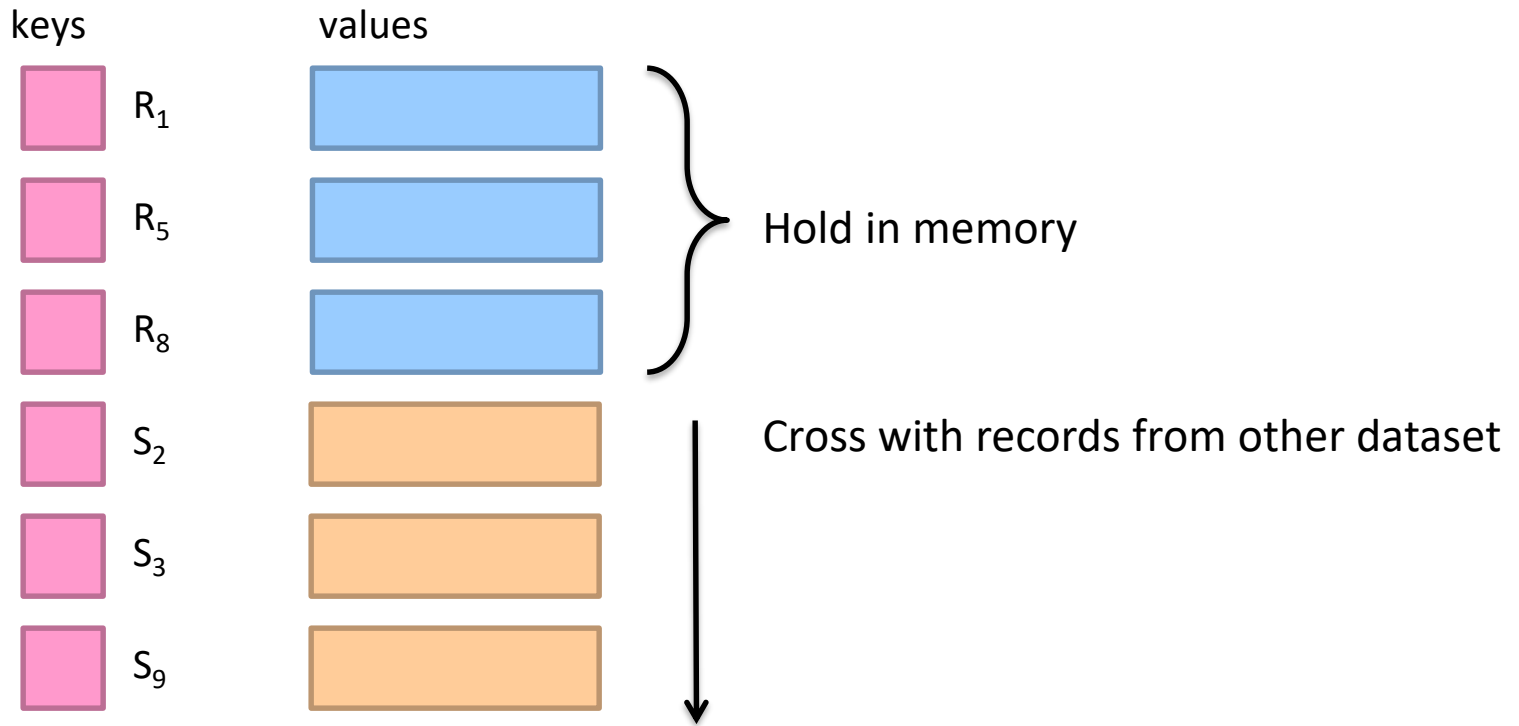 keys values
R₁
R₅
Hold in memory
R₈
S₂
Cross with records from other dataset
S₃
S₉